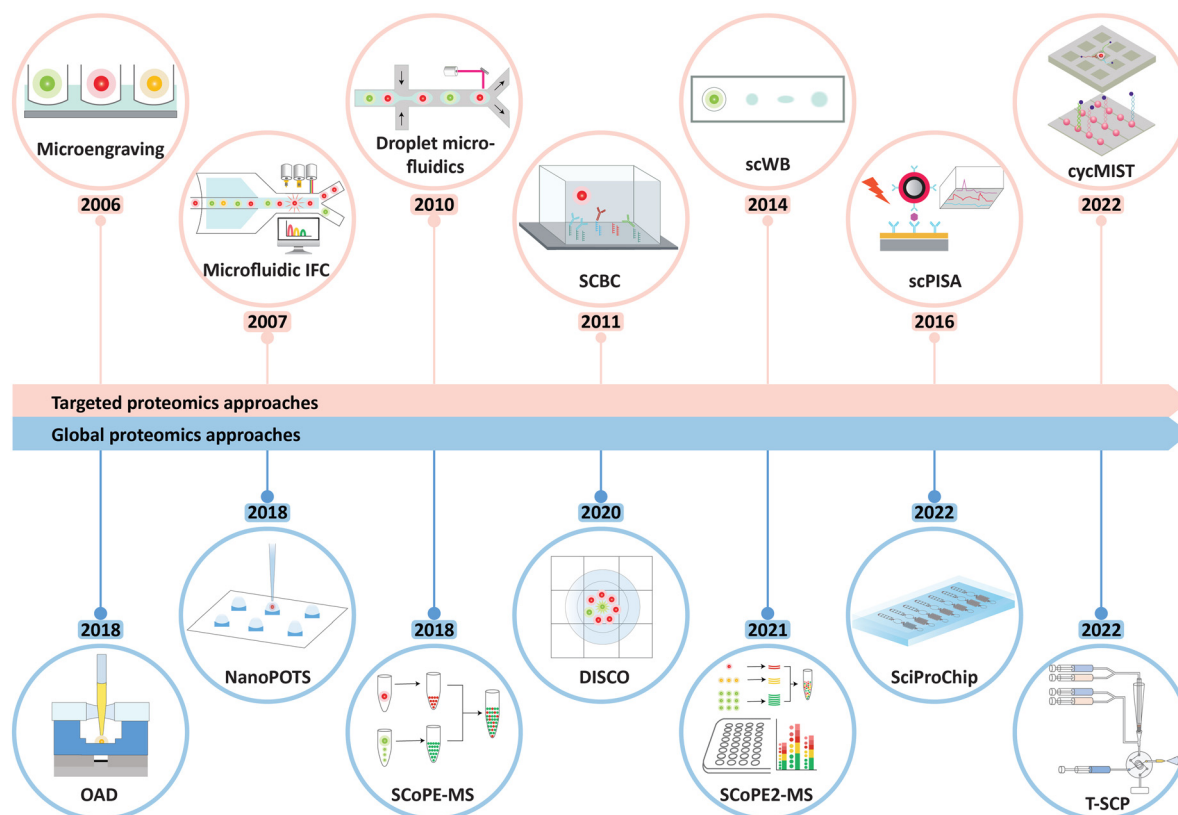 Microengraving
2006
Microfluidic IFC
2007
Droplet micro-
fluidics
2010
SCBC
2011
scWB
2014
scPISA
2016
cycMIST
2022
Targeted proteomics approaches
Global proteomics approaches
2018
OAD
2018
NanoPOTS
2018
SCoPE-MS
2020
DISCO
2021
SCoPE2-MS
2022
SciProChip
2022
T-SCP